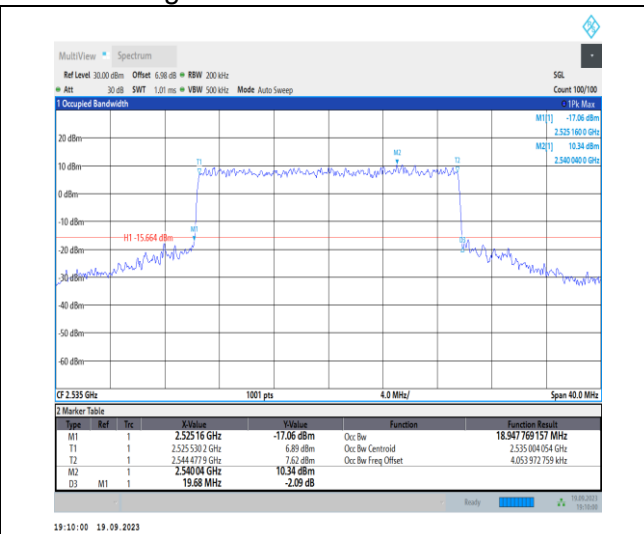 MultiView Spectrum
Ref Level 30.00 dBm Offset 6.98 dB RBW 200 kHz SGL
Att 30 dB SWT 1.01 ms VBW 500 kHz Mode Auto Sweep Count 100/100
1 Occupied Bandwidth 1Pk Max
M1[1] -17.06 dBm
2.525 160 0 GHz
M2[1] 10.34 dBm
2.540 040 0 GHz
20 dBm
M2
T1 T2
10 dBm
0 dBm
-10 dBm
M1
H1 -15.664 dBm
-20 dBm
-30 dBm
-40 dBm
-50 dBm
-60 dBm
CF 2.535 GHz 1001 pts 4.0 MHz/ Span 40.0 MHz
2 Marker Table
Type Ref Trc X-Value Y-Value Function Function Result
M1 1 2.525 16 GHz -17.06 dBm Occ Bw 18.947 769 157 MHz
T1 1 2.525 530 2 GHz 6.89 dBm Occ Bw Centroid 2.535 004 054 GHz
T2 1 2.544 477 9 GHz 7.62 dBm Occ Bw Freq Offset 4.053 972 759 kHz
M2 1 2.540 04 GHz 10.34 dBm
D3 M1 1 19.68 MHz -2.09 dB
Ready 19.09.2023
19:10:00
19:10:00 19.09.2023